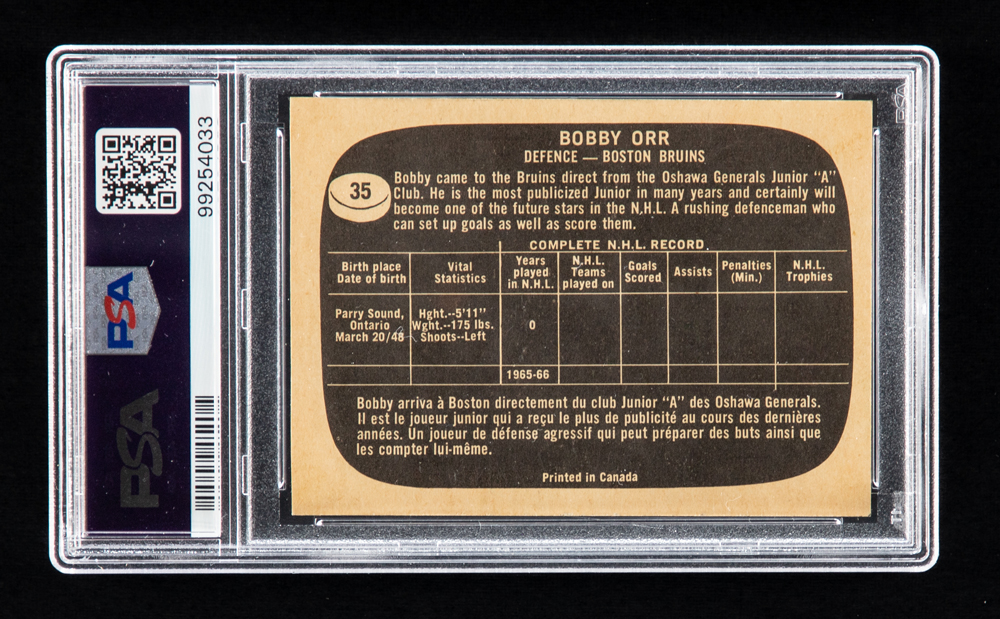 99254033
PSA
PSA
BOBBY ORR
DEFENCE — BOSTON BRUINS
35
Bobby came to the Bruins direct from the Oshawa Generals Junior “A”
Club. He is the most publicized Junior in many years and certainly will
become one of the future stars in the N.H.L. A rushing defenceman who
can set up goals as well as score them.
COMPLETE N.H.L. RECORD.
Birth place
Date of birth
Vital
Statistics
Years
played
in N.H.L.
N.H.L.
Teams
played on
Goals
Scored
Assists
Penalties
(Min.)
N.H.L.
Trophies
Parry Sound,
Ontario
March 20/48
Hght.--5'11"
Wght.--175 lbs.
Shoots--Left
0
1965-66
Bobby arriva à Boston directement du club Junior “A” des Oshawa Generals.
Il est le joueur junior qui a reçu le plus de publicité au cours des dernières
années. Un joueur de défense agressif qui peut préparer des buts ainsi que
les compter lui-même.
Printed in Canada